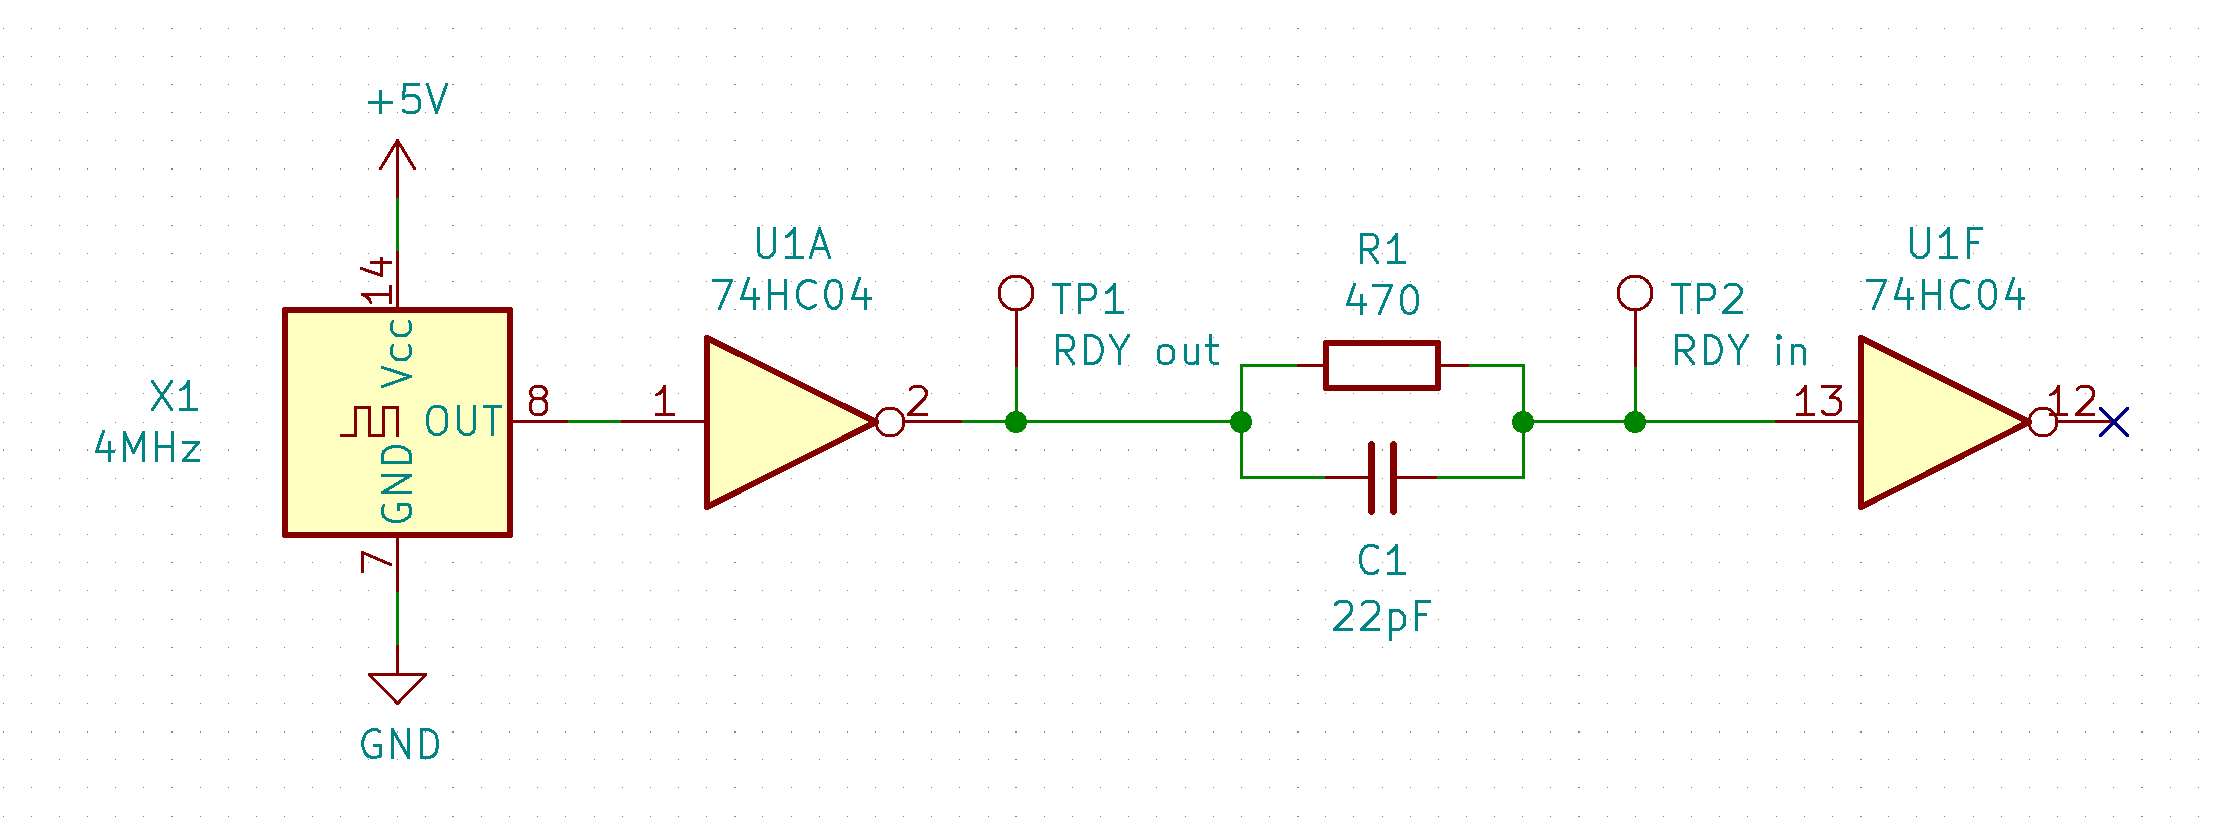 +5V
14
Vcc
X1
4MHz
OUT
GND
8
7
GND
1
U1A
74HC04
2
TP1
RDY out
R1
470
C1
22pF
TP2
RDY in
U1F
74HC04
13
12